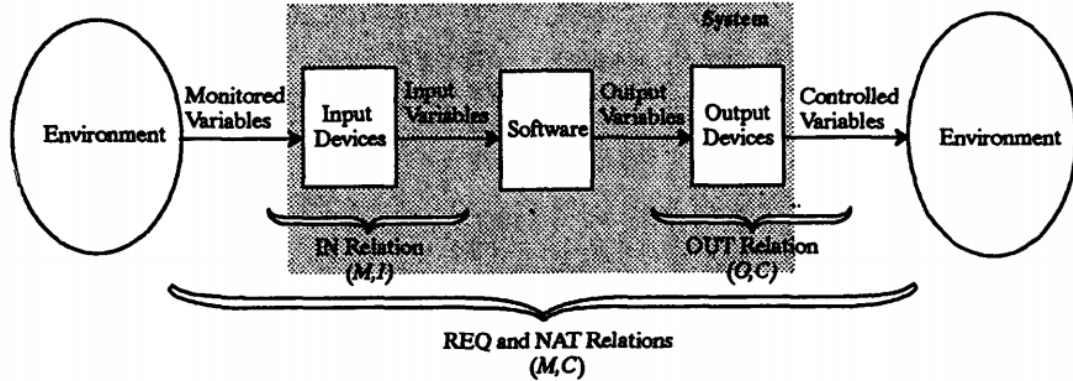 System
Monitored
Variables
Input
Variables
Output
Variables
Controlled
Variables
Environment
Input
Devices
Software
Output
Devices
Environment
IN Relation
(M,I)
OUT Relation
(O,C)
REQ and NAT Relations
(M,C)